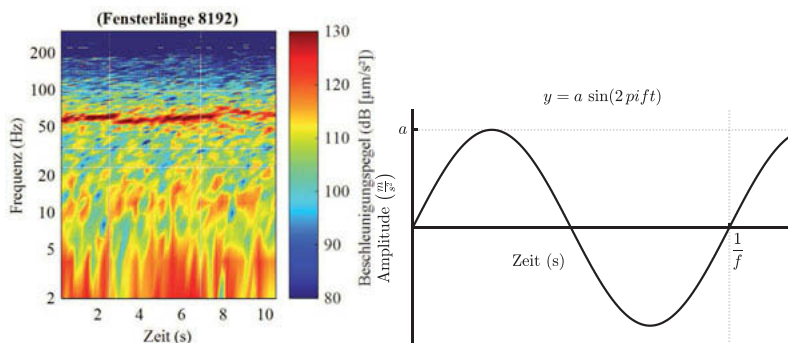 (Fensterlänge 8192)
Frequenz (Hz)
200
100
50
20
10
5
2
2
4
6
8
10
Zeit (s)
130
120
110
100
90
80
Beschleunigungspegel (dB [µm/s²])
y = a sin(2 pift)
a
Amplitude (m/s²)
Zeit (s)
1/f